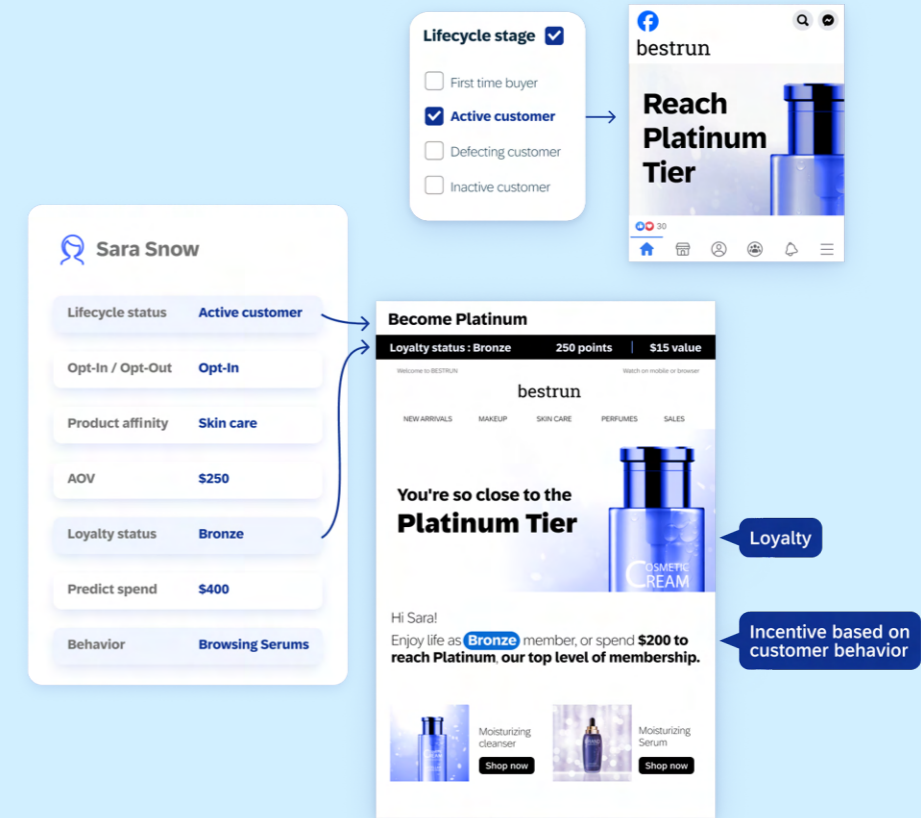 Lifecycle stage
First time buyer
Active customer
Defecting customer
Inactive customer
bestrun
Reach
Platinum
Tier
30
Sara Snow
Lifecycle status Active customer
Opt-In / Opt-Out Opt-In
Product affinity Skin care
AOV $250
Loyalty status Bronze
Predict spend $400
Behavior Browsing Serums
Become Platinum
Loyalty status : Bronze 250 points $15 value
Welcome to BESTRUN Watch on mobile or browser
bestrun
NEW ARRIVALS MAKEUP SKIN CARE PERFUMES SALES
You're so close to the
Platinum Tier
COSMETIC
CREAM
Hi Sara!
Enjoy life as Bronze member, or spend $200 to
reach Platinum, our top level of membership.
Moisturizing
cleanser
Shop now
Moisturizing
Serum
Shop now
Loyalty
Incentive based on
customer behavior